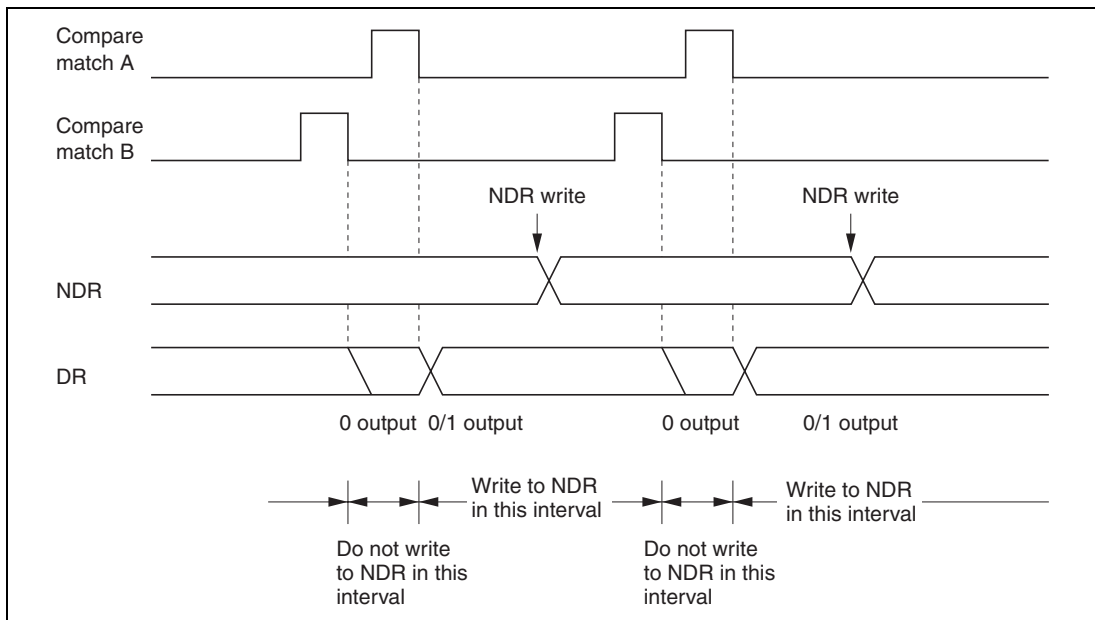 Compare
match A
Compare
match B
NDR write
NDR write
NDR
DR
0 output 0/1 output
0 output
0/1 output
Write to NDR
in this interval
Write to NDR
in this interval
Do not write
to NDR in this
interval
Do not write
to NDR in this
interval